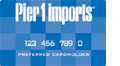 Pier 1 imports
123 456 789 0
PREFERRED CARDHOLDER